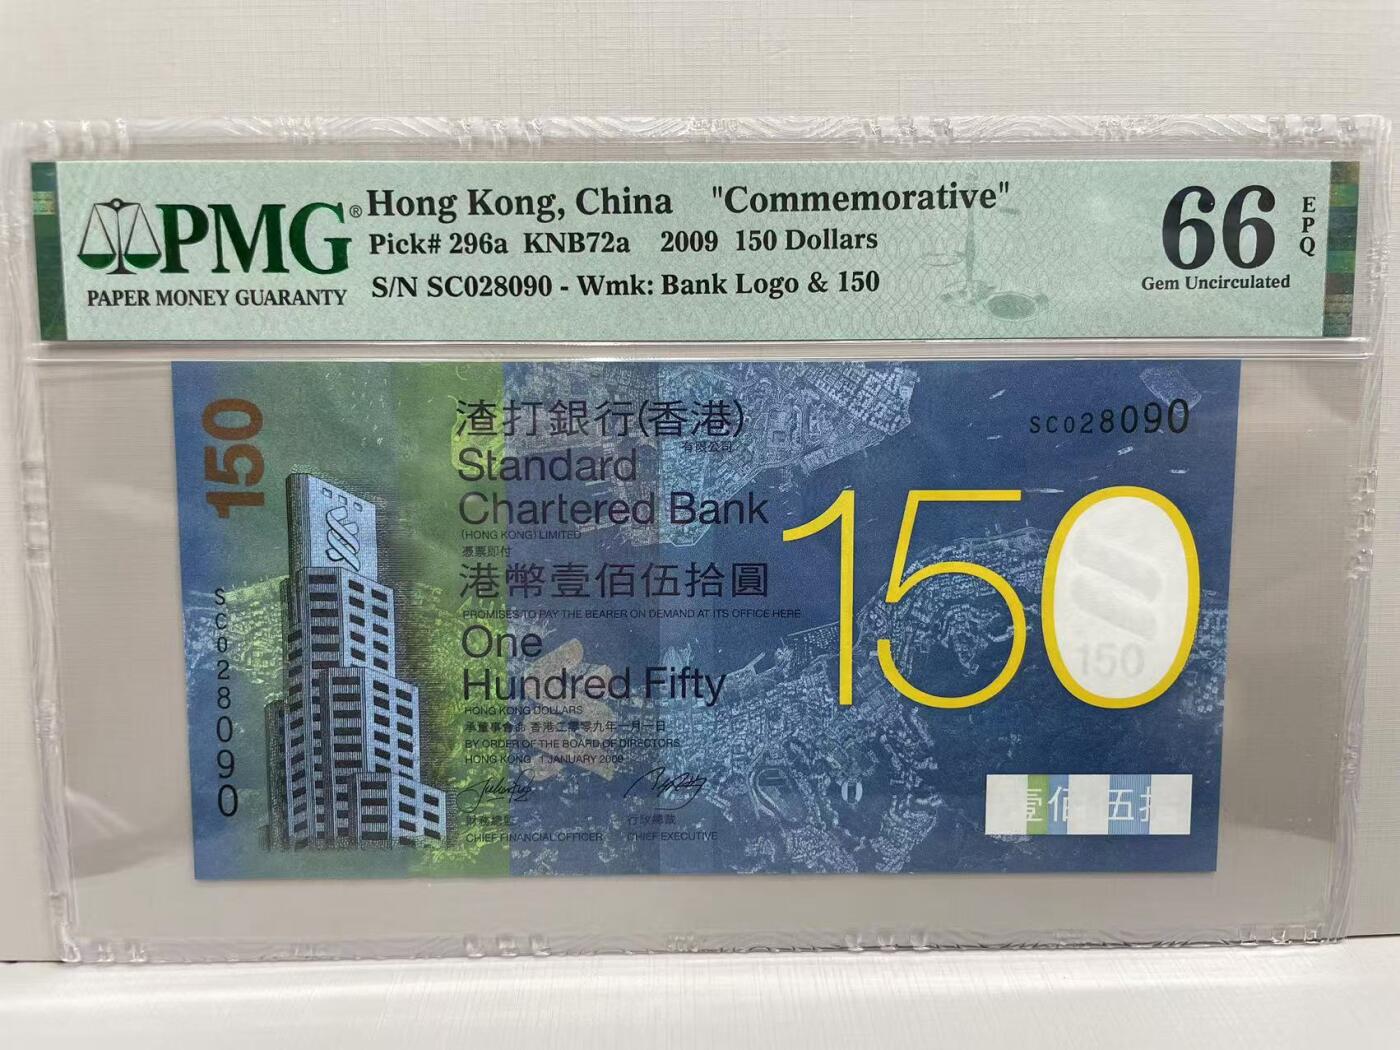 PMG®
PAPER MONEY GUARANTY
Hong Kong, China "Commemorative"
Pick# 296a KNB72a 2009 150 Dollars
S/N SC028090 - Wmk: Bank Logo & 150
66
EPQ
Gem Uncirculated
150
SC028090
渣打銀行(香港)
有限公司
Standard
Chartered Bank
(HONG KONG) LIMITED
憑票即付
港幣壹佰伍拾圓
PROMISES TO PAY THE BEARER ON DEMAND AT ITS OFFICE HERE
One
Hundred Fifty
HONG KONG DOLLARS
承董事會命 香港二零零九年一月一日
BY ORDER OF THE BOARD OF DIRECTORS
HONG KONG 1 JANUARY 2009
財務總監
CHIEF FINANCIAL OFFICER
行政總裁
CHIEF EXECUTIVE
SC028090
150
150
壹佰 五拾